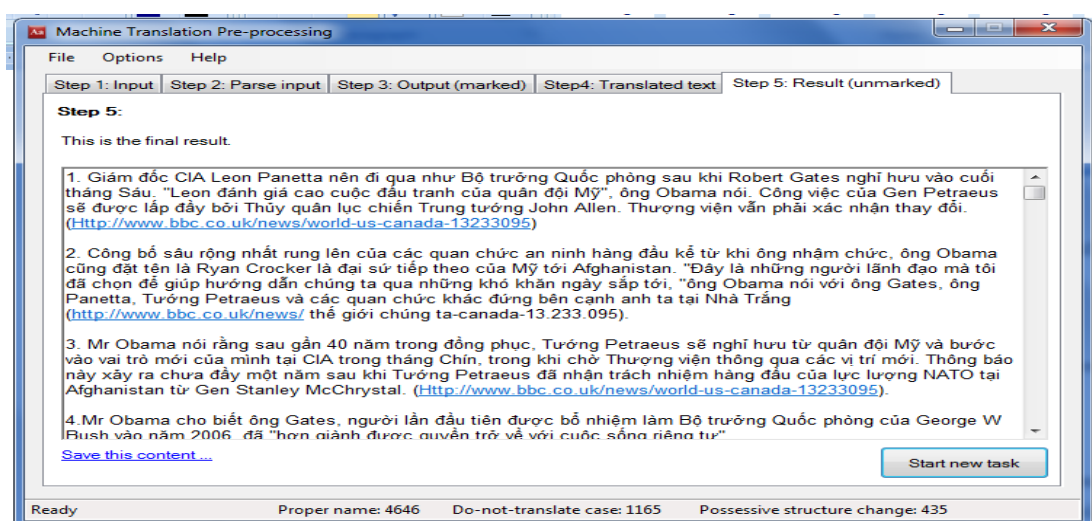 Machine Translation Pre-processing
File Options Help
Step 1: Input Step 2: Parse input Step 3: Output (marked) Step4: Translated text Step 5: Result (unmarked)
Step 5:
This is the final result.
1. Giám đốc CIA Leon Panetta nên đi qua như Bộ trưởng Quốc phòng sau khi Robert Gates nghỉ hưu vào cuối
tháng Sáu. "Leon đánh giá cao cuộc đấu tranh của quân đội Mỹ", ông Obama nói. Công việc của Gen Petraeus
sẽ được lấp đầy bởi Thủy quân lục chiến Trung tướng John Allen. Thượng viện vẫn phải xác nhận thay đổi.
(Http://www.bbc.co.uk/news/world-us-canada-13233095)
2. Công bố sâu rộng nhất rung lên của các quan chức an ninh hàng đầu kể từ khi ông nhậm chức, ông Obama
cũng đặt tên là Ryan Crocker là đại sứ tiếp theo của Mỹ tới Afghanistan. "Đây là những người lãnh đạo mà tôi
đã chọn để giúp hướng dẫn chúng ta qua những khó khăn ngày sắp tới, "ông Obama nói với ông Gates, ông
Panetta, Tướng Petraeus và các quan chức khác đứng bên cạnh anh ta tại Nhà Trắng
(http://www.bbc.co.uk/news/ thế giới chúng ta-canada-13.233.095).
3. Mr Obama nói rằng sau gần 40 năm trong đồng phục, Tướng Petraeus sẽ nghỉ hưu từ quân đội Mỹ và bước
vào vai trò mới của mình tại CIA trong tháng Chín, trong khi chờ Thượng viện thông qua các vị trí mới. Thông báo
này xảy ra chưa đầy một năm sau khi Tướng Petraeus đã nhận trách nhiệm hàng đầu của lực lượng NATO tại
Afghanistan từ Gen Stanley McChrystal. (Http://www.bbc.co.uk/news/world-us-canada-13233095).
4.Mr Obama cho biết ông Gates, người lần đầu tiên được bổ nhiệm làm Bộ trưởng Quốc phòng của George W
Bush vào năm 2006, đã "hơn giành được quyền trở về với cuộc sống riêng tư"
Save this content ...
Start new task
Ready Proper name: 4646 Do-not-translate case: 1165 Possessive structure change: 435